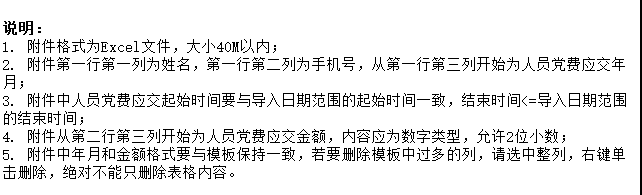 说明：
1. 附件格式为Excel文件，大小40M以内；
2. 附件第一行第一列为姓名，第一行第二列为手机号，从第一行第三列开始为人员党费应交年
月；
3. 附件中人员党费应交起始时间要与导入日期范围的起始时间一致，结束时间<=导入日期范围
的结束时间；
4. 附件从第二行第三列开始为人员党费应交金额，内容应为数字类型，允许2位小数；
5. 附件中年月和金额格式要与模板保持一致，若要删除模板中过多的列，请选中整列，右键单
击删除，绝对不能只删除表格内容。